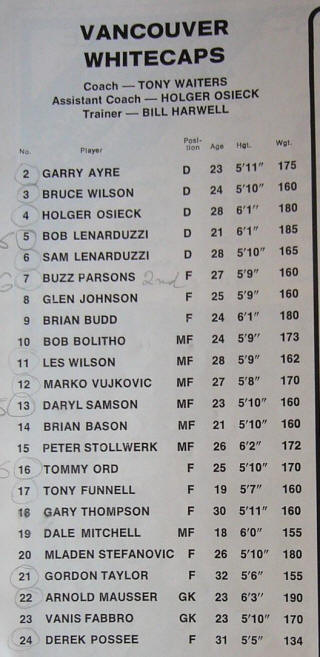 VANCOUVER
WHITECAPS
Coach — TONY WAITERS
Assistant Coach — HOLGER OSIECK
Trainer — BILL HARWELL
No. Player Posi-tion Age Hgt. Wgt.
2 GARRY AYRE D 23 5'11" 175
3 BRUCE WILSON D 24 5'10" 160
4 HOLGER OSIECK D 28 6'1" 180
5 BOB LENARDUZZI D 21 6'1" 185
6 SAM LENARDUZZI D 28 5'10" 165
7 BUZZ PARSONS 2nd F 27 5'9" 160
8 GLEN JOHNSON F 25 5'9" 160
9 BRIAN BUDD F 24 6'1" 180
10 BOB BOLITHO MF 24 5'9" 173
11 LES WILSON MF 28 5'9" 162
12 MARKO VUJKOVIC MF 27 5'8" 170
13 DARYL SAMSON MF 23 5'10" 160
14 BRIAN BASON MF 21 5'10" 160
15 PETER STOLLWERK MF 26 6'2" 172
16 TOMMY ORD F 25 5'10" 170
17 TONY FUNNELL F 19 5'7" 160
18 GARY THOMPSON F 30 5'11" 160
19 DALE MITCHELL MF 18 6'0" 155
20 MLADEN STEFANOVIC F 26 5'10" 180
21 GORDON TAYLOR F 32 5'6" 155
22 ARNOLD MAUSSER GK 23 6'3" 190
23 VANIS FABBRO GK 23 5'10" 170
24 DEREK POSSEE F 31 5'5" 134